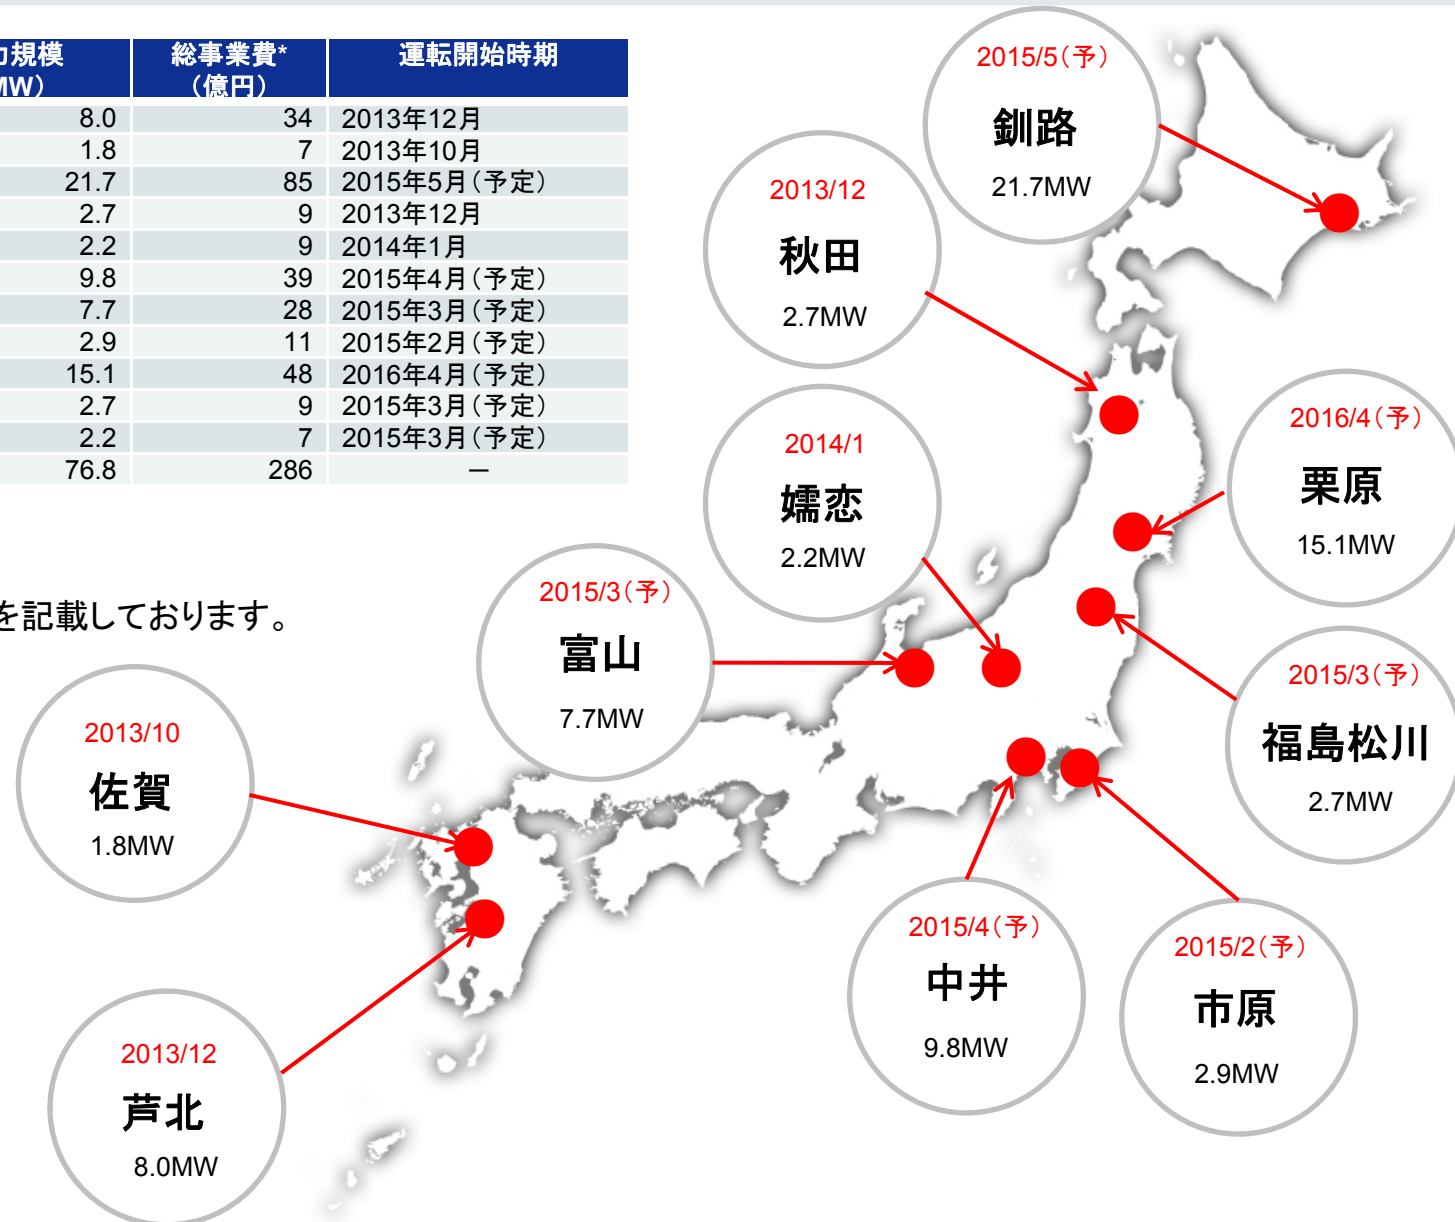 力規模 総事業費* 運転開始時期
MW） （億円）
8.0 34 2013年12月
1.8 7 2013年10月
21.7 85 2015年5月（予定）
2.7 9 2013年12月
2.2 9 2014年1月
9.8 39 2015年4月（予定）
7.7 28 2015年3月（予定）
2.9 11 2015年2月（予定）
15.1 48 2016年4月（予定）
2.7 9 2015年3月（予定）
2.2 7 2015年3月（予定）
76.8 286 －
を記載しております。
2015/5（予）
釧路
21.7MW
2013/12
秋田
2.7MW
2014/1
嬬恋
2.2MW
2016/4（予）
栗原
15.1MW
2015/3（予）
富山
7.7MW
2015/3（予）
福島松川
2.7MW
2013/10
佐賀
1.8MW
2015/4（予）
中井
9.8MW
2015/2（予）
市原
2.9MW
2013/12
芦北
8.0MW